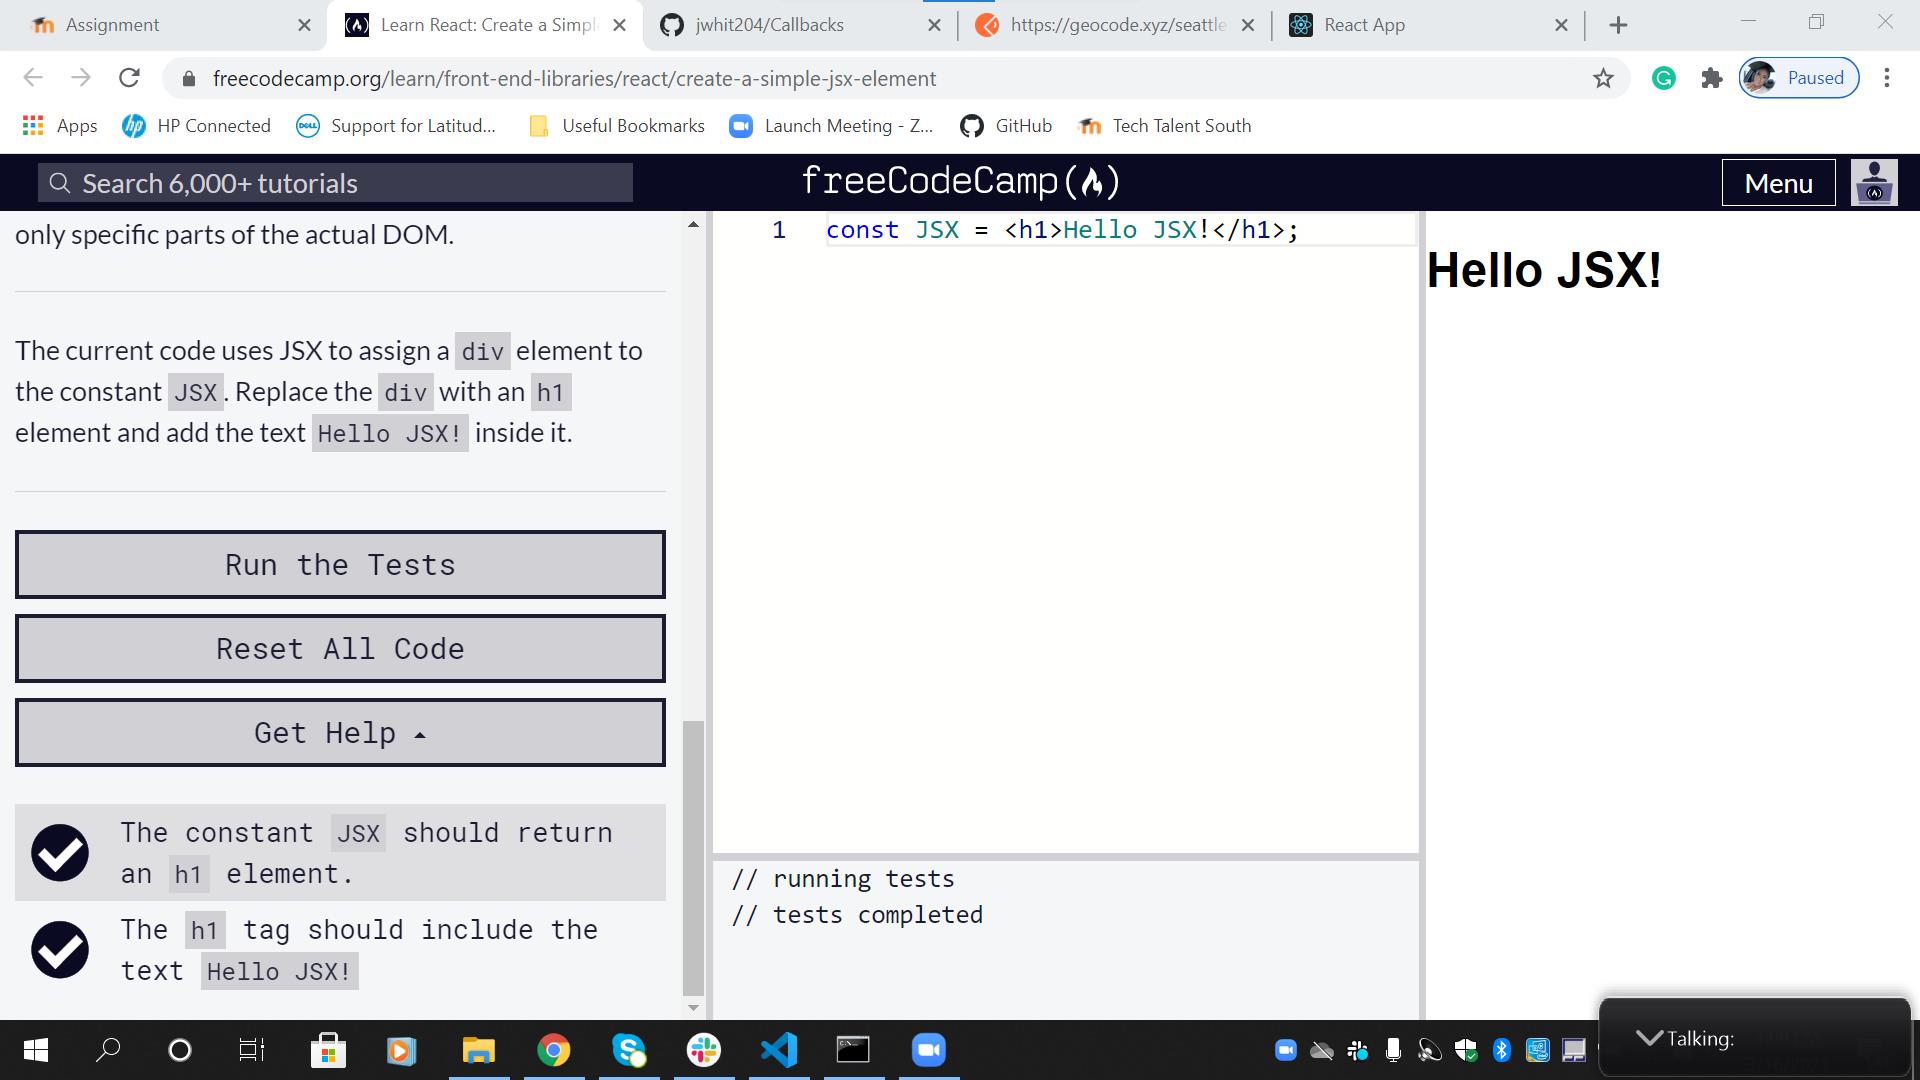 Assignment
Learn React: Create a Simpl
jwhit204/Callbacks
https://geocode.xyz/seattle
React App
freecodecamp.org/learn/front-end-libraries/react/create-a-simple-jsx-element
Paused
Apps
HP Connected
Support for Latitud...
Useful Bookmarks
Launch Meeting - Z...
GitHub
Tech Talent South
Search 6,000+ tutorials
freeCodeCamp
Menu
only specific parts of the actual DOM.
The current code uses JSX to assign a div element to
the constant JSX. Replace the div with an h1
element and add the text Hello JSX! inside it.
Run the Tests
Reset All Code
Get Help
The constant JSX should return
an h1 element.
The h1 tag should include the
text Hello JSX!
1 const JSX = <h1>Hello JSX!</h1>;
// running tests
// tests completed
Hello JSX!
Talking: